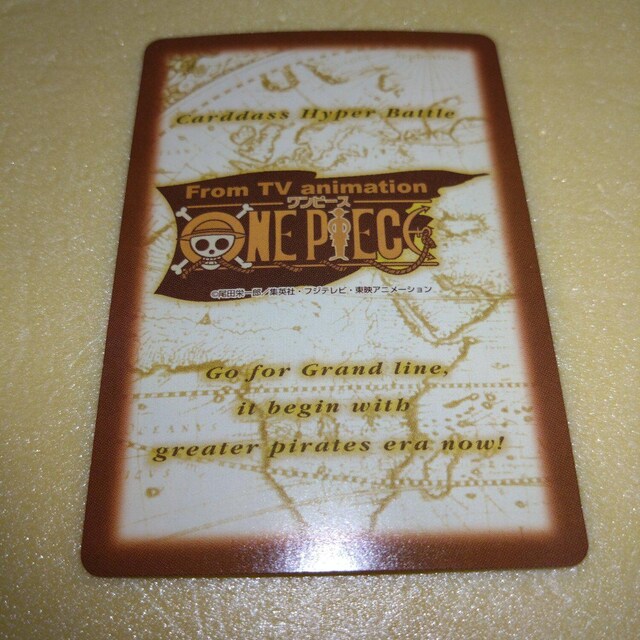 Carddass Hyper Battle
From TV animation
ワンピース
ONE PIECE
©尾田栄一郎／集英社・フジテレビ・東映アニメーション
Go for Grand line,
it begin with
greater pirates era now!